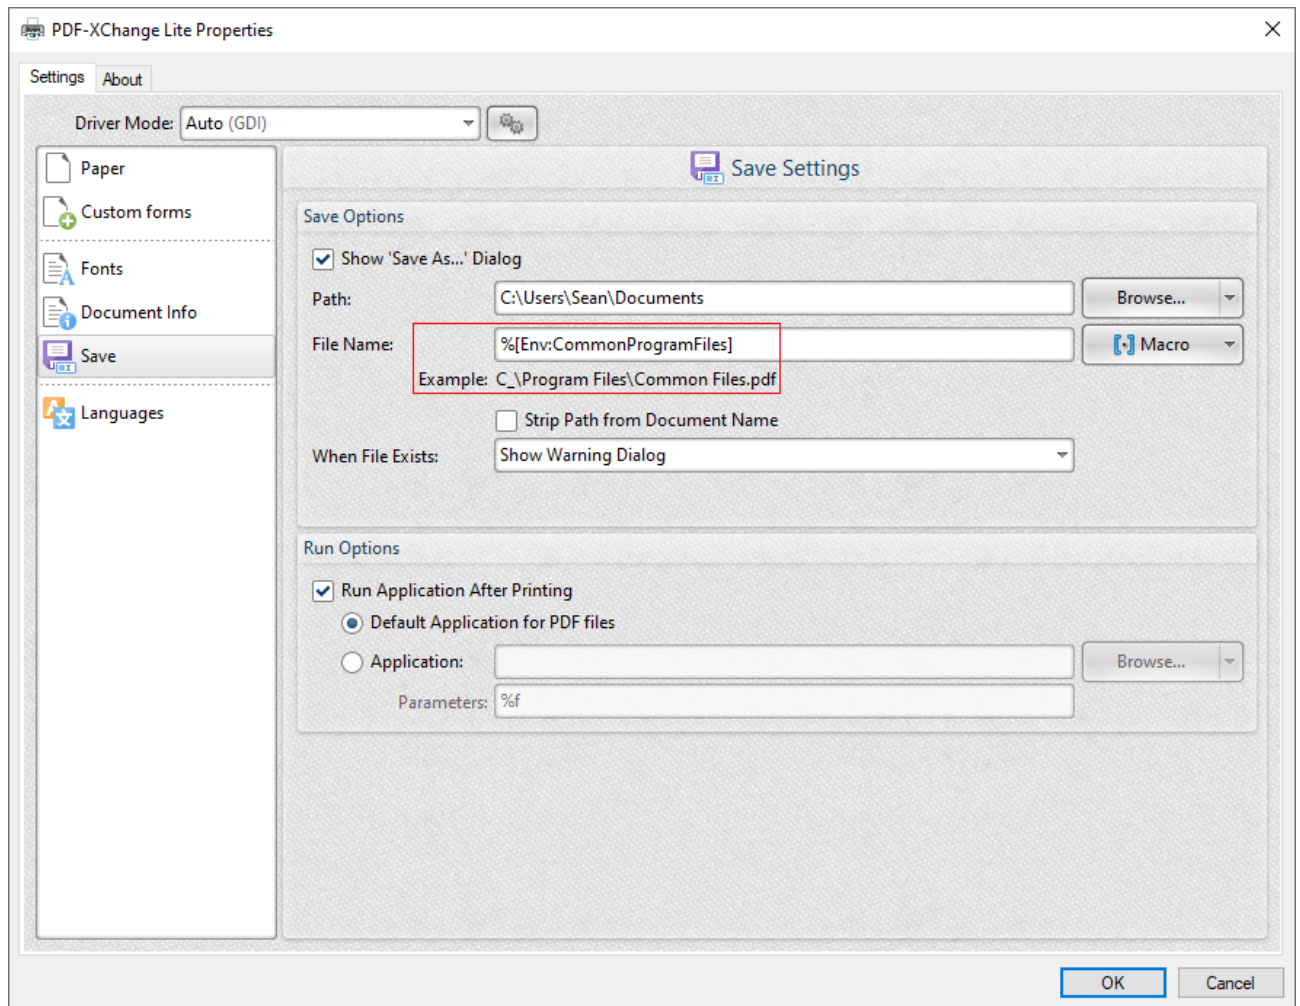 PDF-XChange Lite Properties
Settings About
Driver Mode: Auto (GDI)
Paper
Custom forms
Fonts
Document Info
Save
Languages
Save Settings
Save Options
Show 'Save As...' Dialog
Path: C:\Users\Sean\Documents Browse...
File Name: %[Env:CommonProgramFiles] Macro
Example: C_\Program Files\Common Files.pdf
Strip Path from Document Name
When File Exists: Show Warning Dialog
Run Options
Run Application After Printing
Default Application for PDF files
Application: Browse...
Parameters: %f
OK Cancel